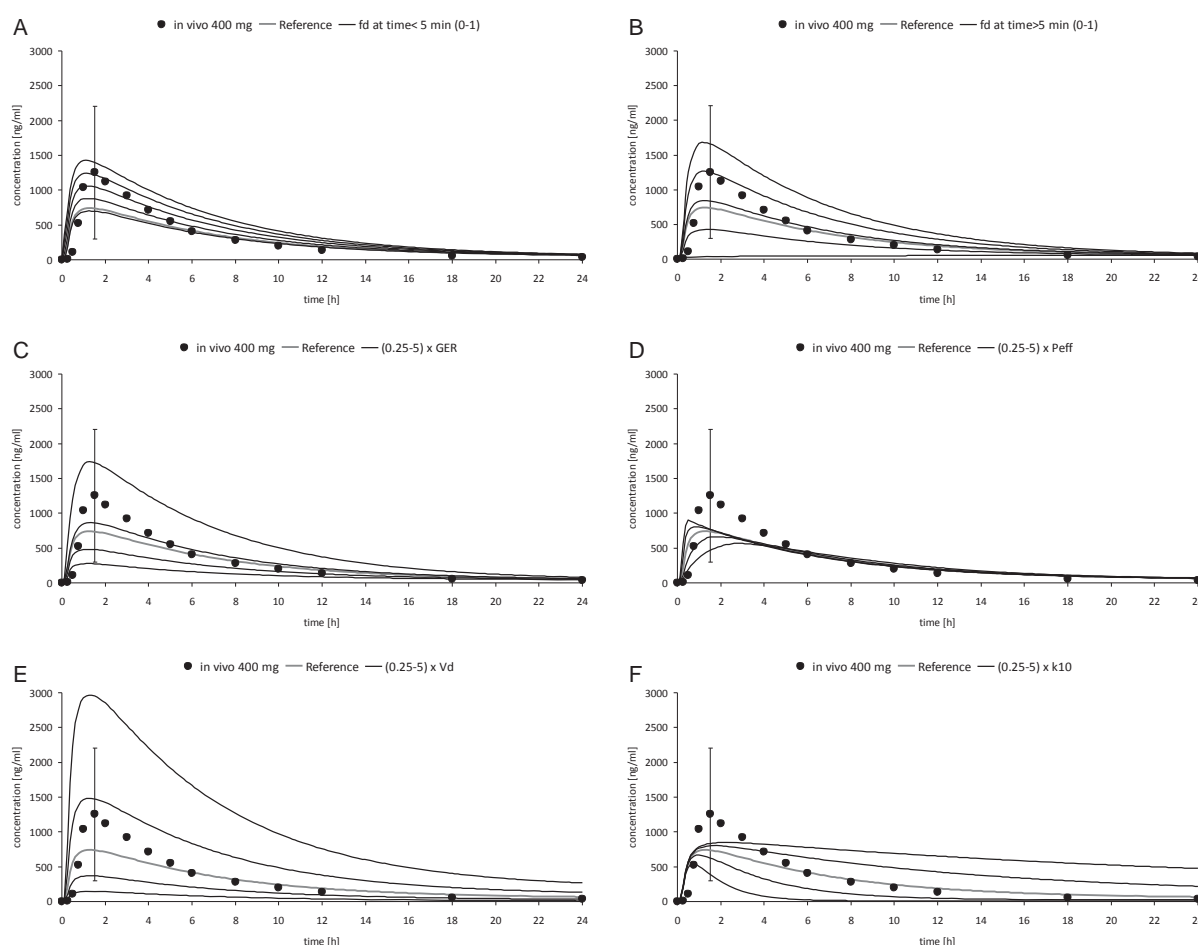 A
in vivo 400 mg Reference fd at time< 5 min (0-1)
concentration [ng/ml]
3000
2500
2000
1500
1000
500
0
0 2 4 6 8 10 12 14 16 18 20 22 24
time [h]
B
in vivo 400 mg Reference fd at time>5 min (0-1)
concentration [ng/ml]
3000
2500
2000
1500
1000
500
0
0 2 4 6 8 10 12 14 16 18 20 22 24
time [h]
C
in vivo 400 mg Reference (0.25-5) x GER
concentration [ng/ml]
3000
2500
2000
1500
1000
500
0
0 2 4 6 8 10 12 14 16 18 20 22 24
time [h]
D
in vivo 400 mg Reference (0.25-5) x Peff
concentration [ng/ml]
3000
2500
2000
1500
1000
500
0
0 2 4 6 8 10 12 14 16 18 20 22 24
time [h]
E
in vivo 400 mg Reference (0.25-5) x Vd
concentration [ng/ml]
3000
2500
2000
1500
1000
500
0
0 2 4 6 8 10 12 14 16 18 20 22 24
time [h]
F
in vivo 400 mg Reference (0.25-5) x k10
concentration [ng/ml]
3000
2500
2000
1500
1000
500
0
0 2 4 6 8 10 12 14 16 18 20 22 24
time [h]